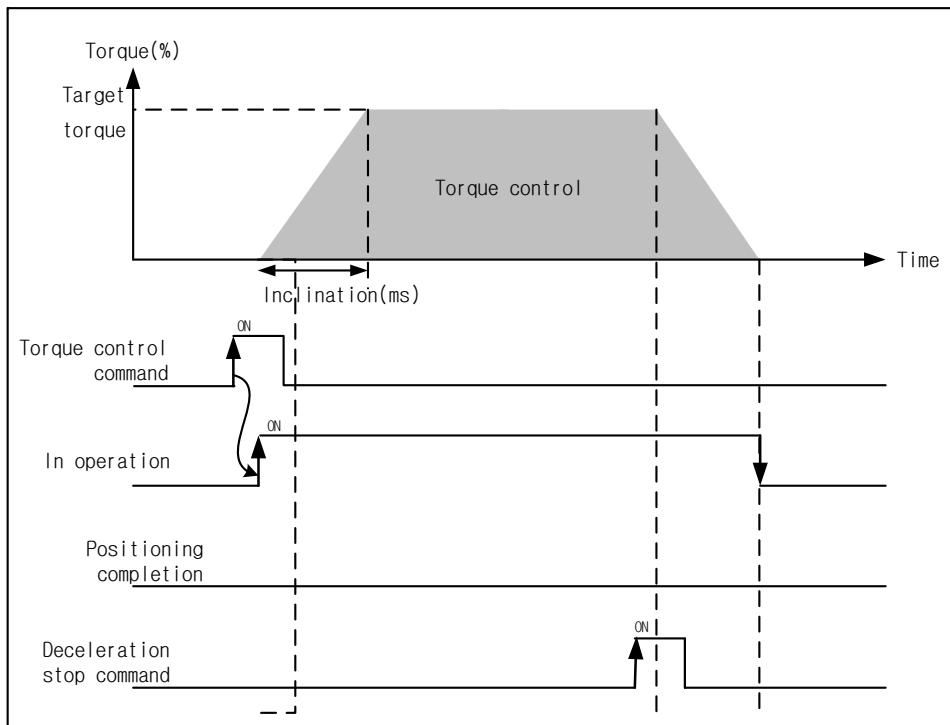 Torque(%)
Target
torque
Torque control
Time
Inclination(ms)
ON
Torque control
command
ON
In operation
Positioning
completion
ON
Deceleration
stop command